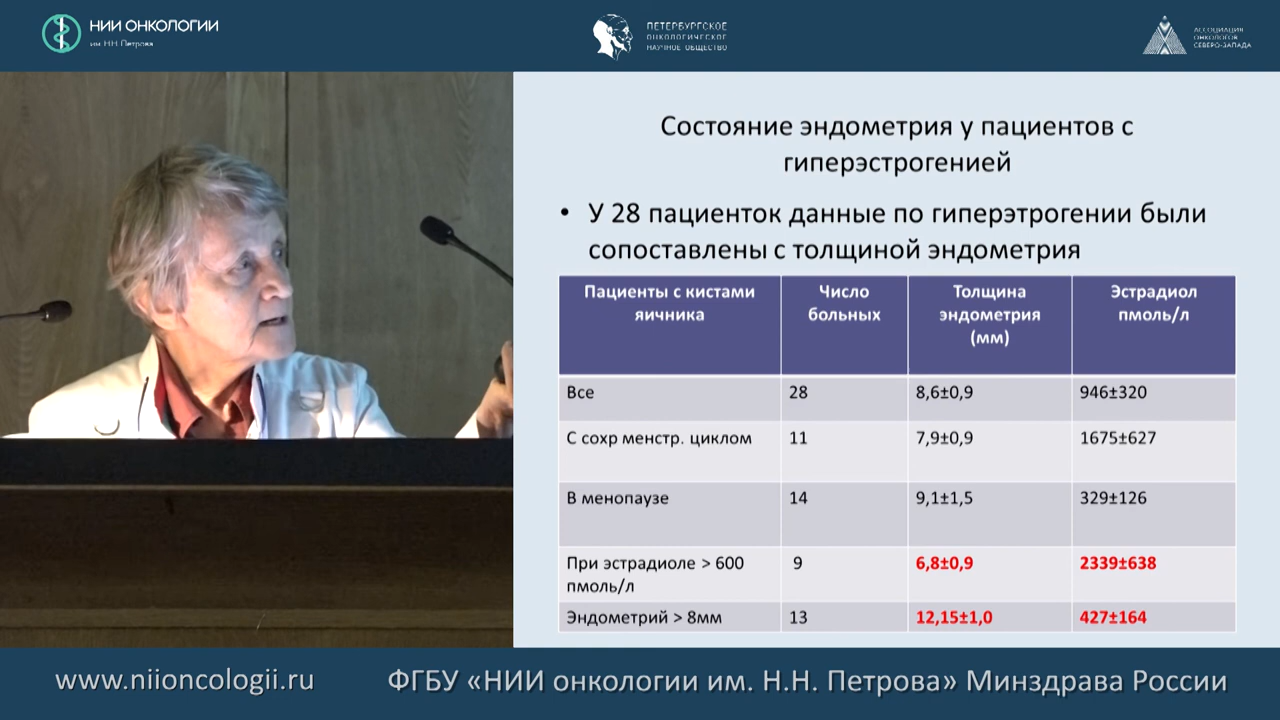 НИИ ОНКОЛОГИИ
им. Н.Н. Петрова
ПЕТЕРБУРГСКОЕ
ОНКОЛОГИЧЕСКОЕ
НАУЧНОЕ ОБЩЕСТВО
АССОЦИАЦИЯ
ОНКОЛОГОВ
СЕВЕРО-ЗАПАДА
Состояние эндометрия у пациентов с
гиперэстрогенией
• У 28 пациенток данные по гиперэтрогении были
сопоставлены с толщиной эндометрия
Пациенты с кистами яичника Число больных Толщина эндометрия (мм) Эстрадиол пмоль/л
Все 28 8,6±0,9 946±320
С сохр менстр. циклом 11 7,9±0,9 1675±627
В менопаузе 14 9,1±1,5 329±126
При эстрадиоле > 600 пмоль/л 9 6,8±0,9 2339±638
Эндометрий > 8мм 13 12,15±1,0 427±164
www.niioncologii.ru
ФГБУ «НИИ онкологии им. Н.Н. Петрова» Минздрава России